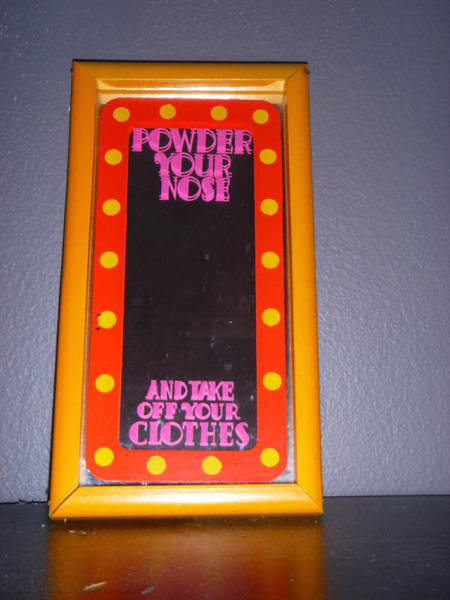 POWDER
YOUR
NOSE
AND TAKE
OFF YOUR
CLOTHES